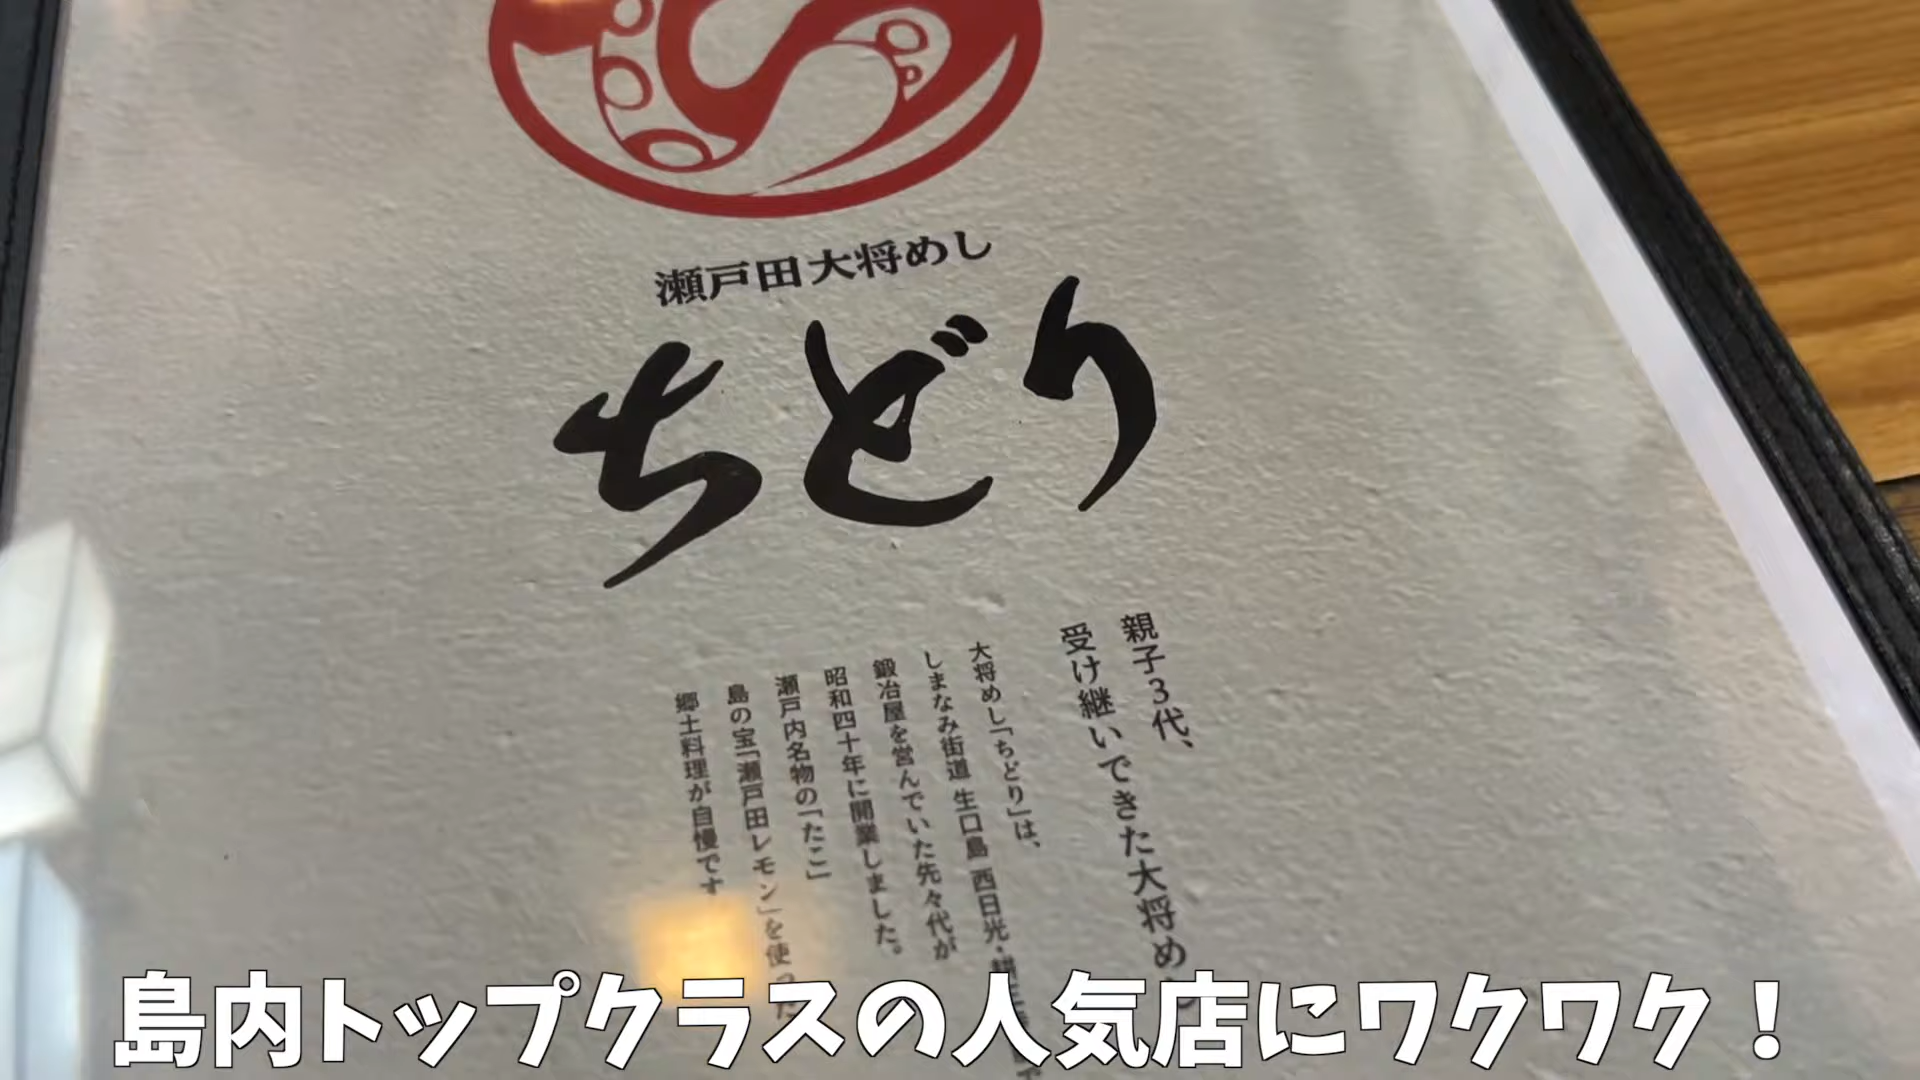 瀬戸田大将めし
ちどり
親子3代、
受け継いできた大将めし
大将めし「ちどり」は、
しまなみ街道 生口島 西日光・耕三寺
鍛冶屋を営んでいた先々代が
昭和四十年に開業しました。
瀬戸内名物の「たこ」
島の宝「瀬戸田レモン」を使った
郷土料理が自慢です
島内トップクラスの人気店にワクワク！